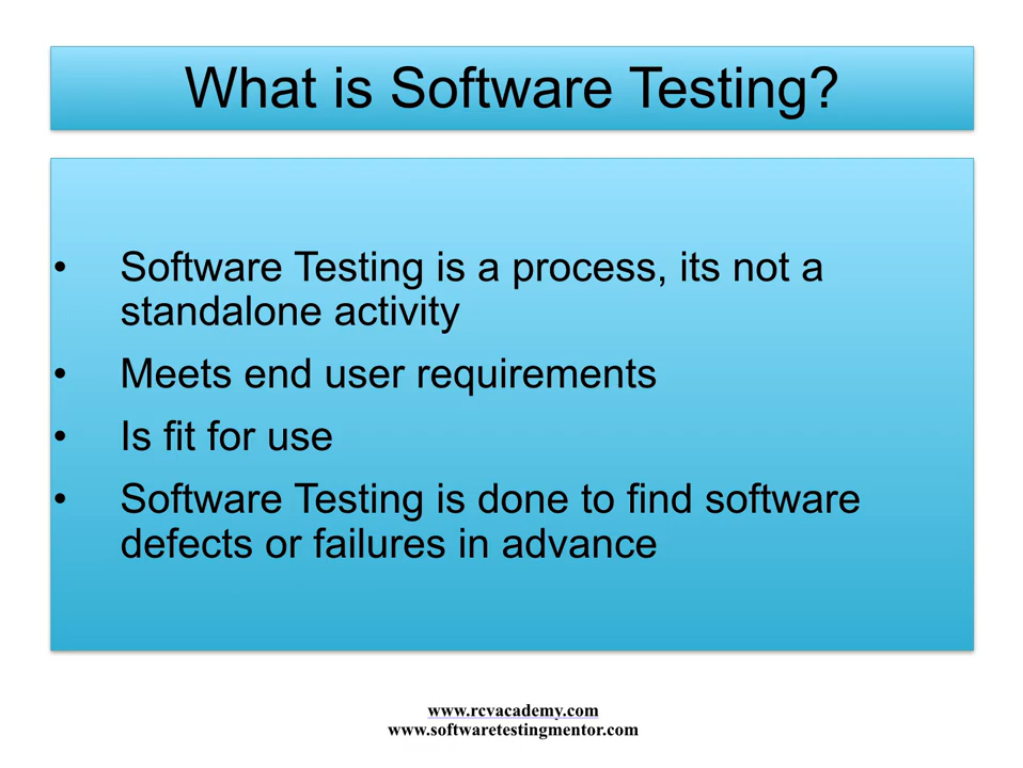 What is Software Testing?
• Software Testing is a process, its not a
standalone activity
• Meets end user requirements
• Is fit for use
• Software Testing is done to find software
defects or failures in advance
www.rcvacademy.com
www.softwaretestingmentor.com